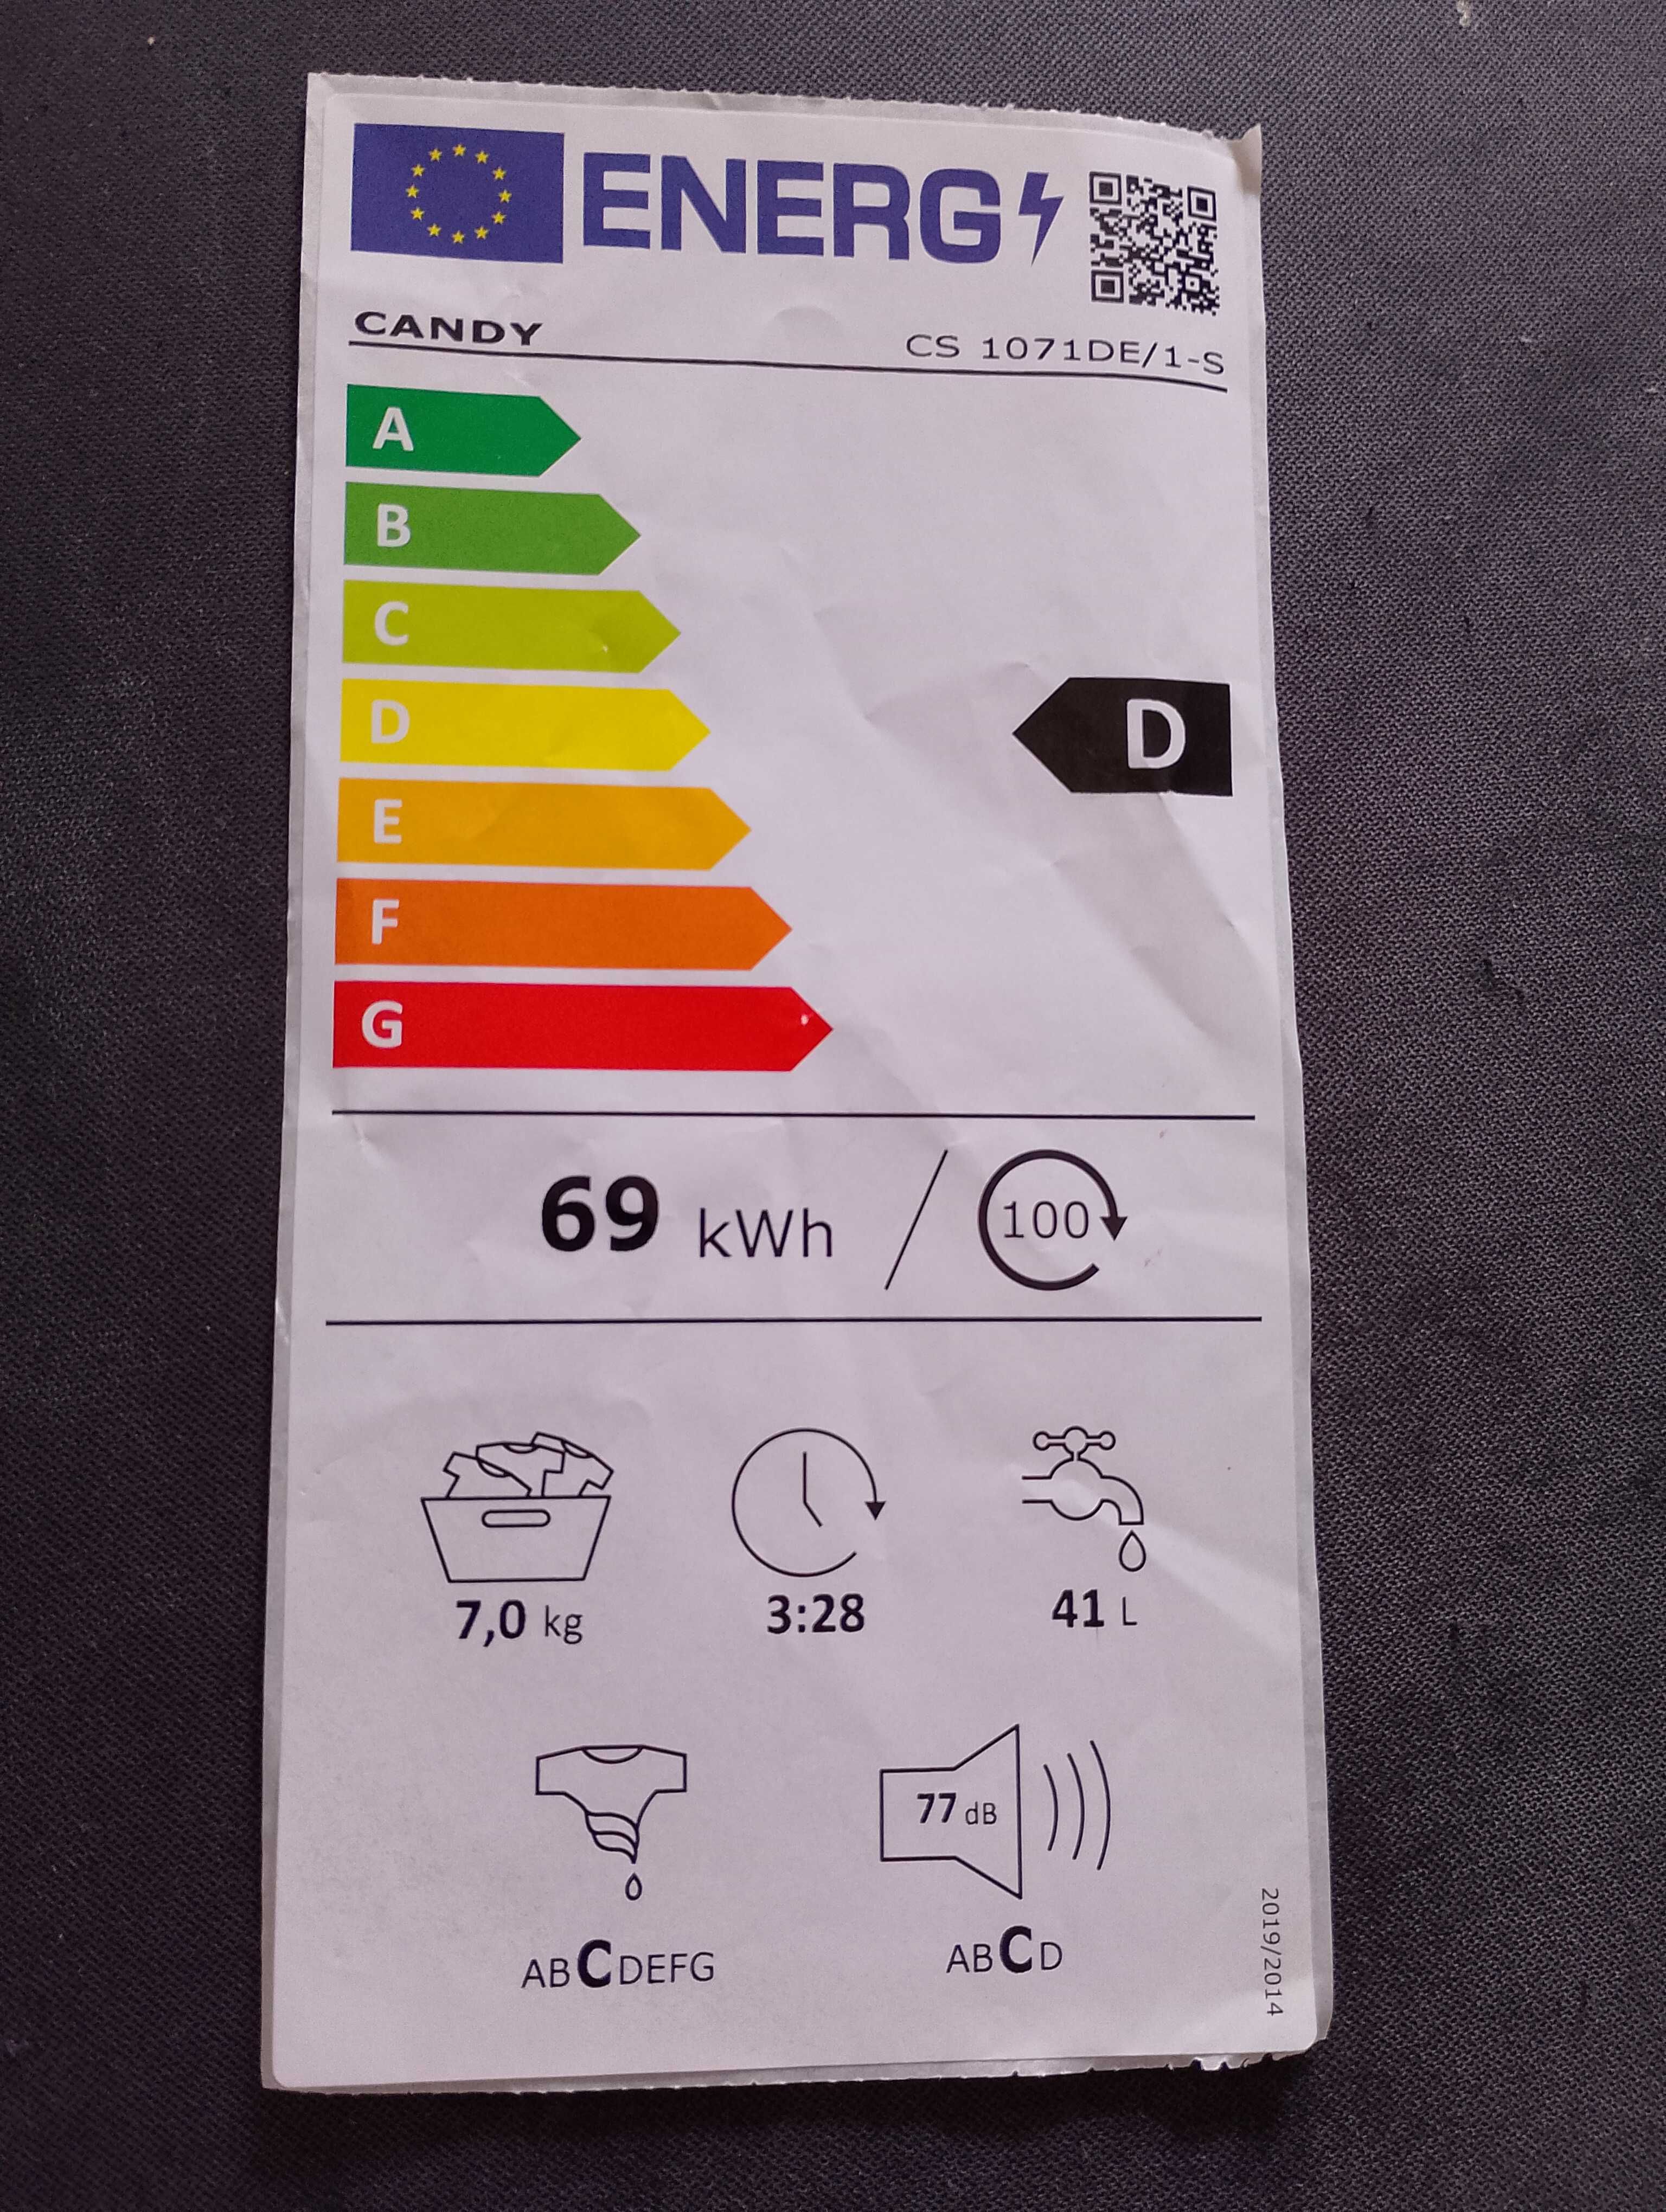 ENERG
CANDY
CS 1071DE/1-S
A
B
C
D
D
E
F
G
69 kWh / 100
7,0 kg
3:28
41 L
77 dB
ABCDEFG
ABCD
2019/2014